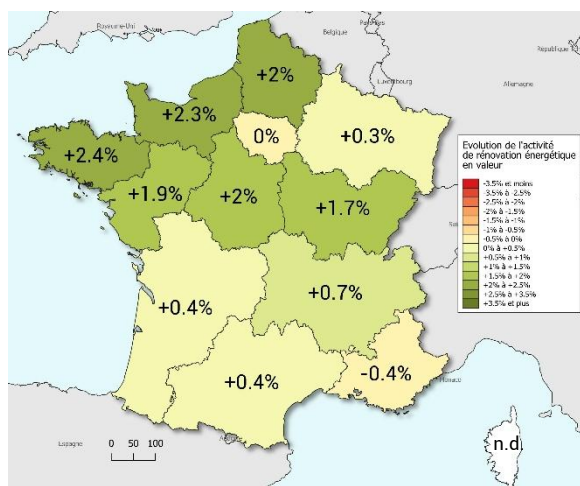 Royaume-Uni
Belgique
Pays-Bas
République T
Luxembourg
Allemagne
+2%
+2.3%
0%
+0.3%
+2.4%
+1.9%
+2%
+1.7%
+0.4%
+0.7%
+0.4%
-0.4%
n.d
Monaco
Espagne
0 50 100
Evolution de l'activité
de rénovation énergétique
en valeur
-3.5% et moins
-3.5% à -2.5%
-2.5% à -2%
-2% à -1.5%
-1.5% à -1%
-1% à -0.5%
-0.5% à 0%
0% à +0.5%
+0.5% à +1%
+1% à +1.5%
+1.5% à +2%
+2% à +2.5%
+2.5% à +3.5%
+3.5% et plus